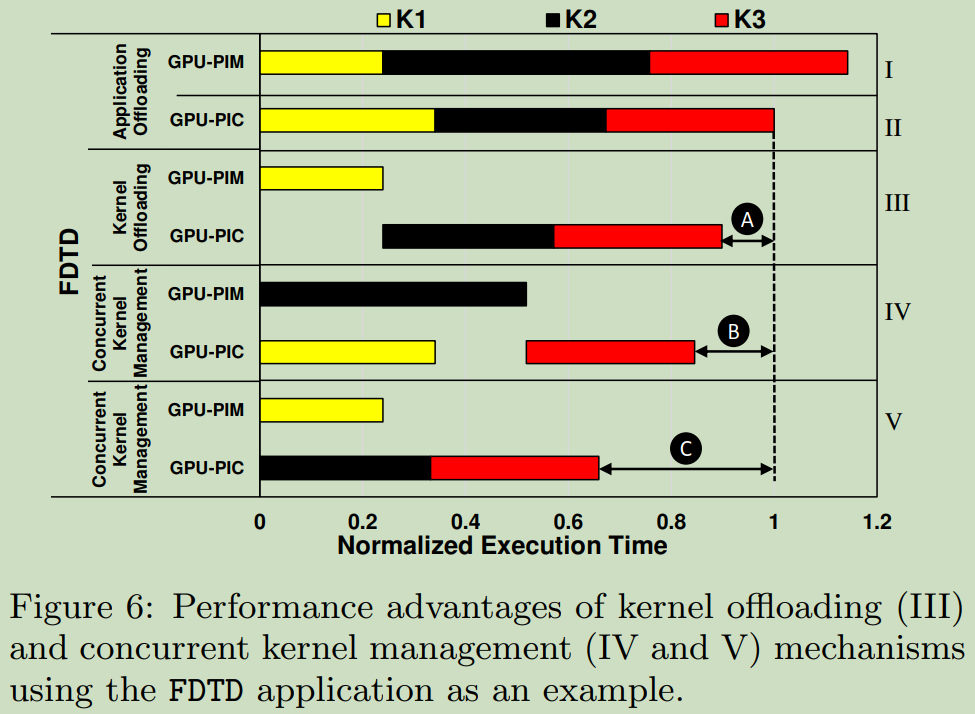 K1 K2 K3
FDTD
Application
Offloading
GPU-PIM
I
GPU-PIC
II
Kernel
Offloading
GPU-PIM
III
GPU-PIC
A
Concurrent
Kernel
Management
GPU-PIM
IV
GPU-PIC
B
Concurrent
Kernel
Management
GPU-PIM
V
GPU-PIC
C
0 0.2 0.4 0.6 0.8 1 1.2
Normalized Execution Time
Figure 6: Performance advantages of kernel offloading (III)
and concurrent kernel management (IV and V) mechanisms
using the FDTD application as an example.